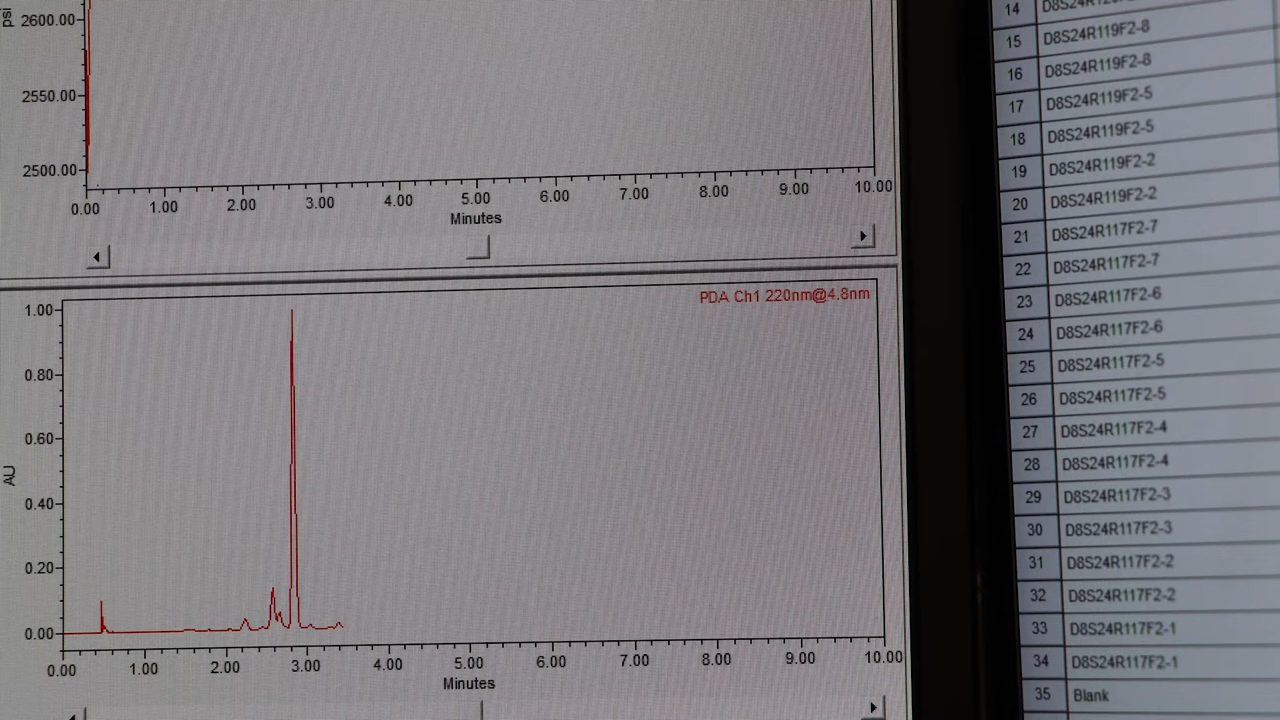 psi
2600.00
2550.00
2500.00
0.00 1.00 2.00 3.00 4.00 5.00 6.00 7.00 8.00 9.00 10.00
Minutes
PDA Ch1 220nm@4.8nm
AU
1.00
0.80
0.60
0.40
0.20
0.00
0.00 1.00 2.00 3.00 4.00 5.00 6.00 7.00 8.00 9.00 10.00
Minutes
14
15 D8S24R119F2-8
16 D8S24R119F2-8
17 D8S24R119F2-5
18 D8S24R119F2-5
19 D8S24R119F2-2
20 D8S24R119F2-2
21 D8S24R117F2-7
22 D8S24R117F2-7
23 D8S24R117F2-6
24 D8S24R117F2-6
25 D8S24R117F2-5
26 D8S24R117F2-5
27 D8S24R117F2-4
28 D8S24R117F2-4
29 D8S24R117F2-3
30 D8S24R117F2-3
31 D8S24R117F2-2
32 D8S24R117F2-2
33 D8S24R117F2-1
34 D8S24R117F2-1
35 Blank